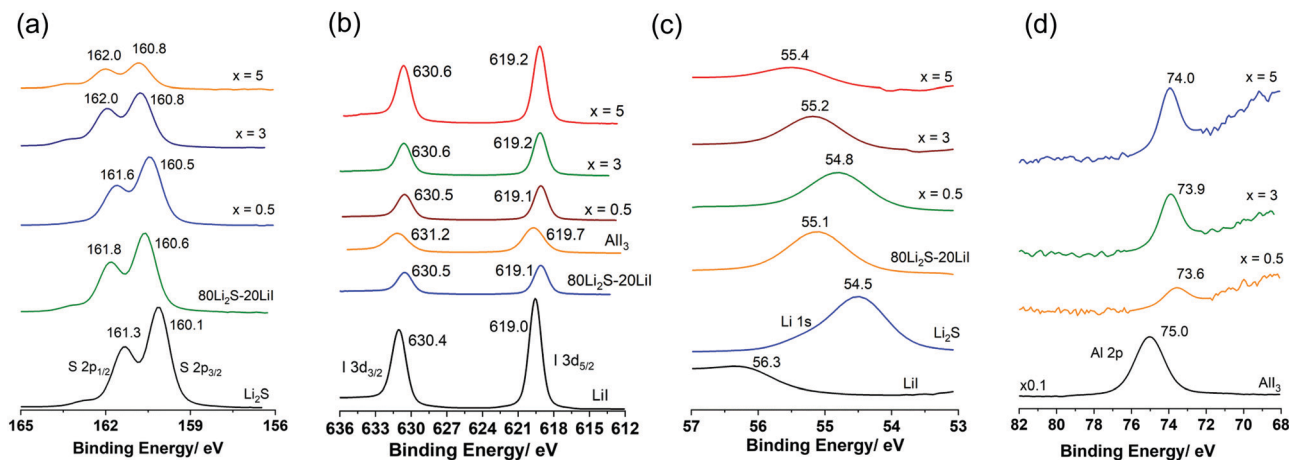 (a)
162.0 160.8
x = 5
162.0 160.8
x = 3
161.6 160.5
x = 0.5
161.8 160.6
80Li₂S-20LiI
161.3 160.1
S 2p₁/₂ S 2p₃/₂
Li₂S
165 162 159 156
Binding Energy/ eV
(b)
630.6 619.2
x = 5
630.6 619.2
x = 3
630.5 619.1
x = 0.5
631.2 619.7
AlI₃
630.5 619.1
80Li₂S-20LiI
630.4 619.0
I 3d₃/₂ I 3d₅/₂
LiI
636 633 630 627 624 621 618 615 612
Binding Energy/ eV
(c)
55.4
x = 5
55.2
x = 3
54.8
x = 0.5
55.1
80Li₂S-20LiI
54.5
Li 1s
Li₂S
56.3
LiI
57 56 55 54 53
Binding Energy/ eV
(d)
74.0
x = 5
73.9
x = 3
73.6
x = 0.5
75.0
Al 2p
x0.1
AlI₃
82 80 78 76 74 72 70 68
Binding Energy/ eV